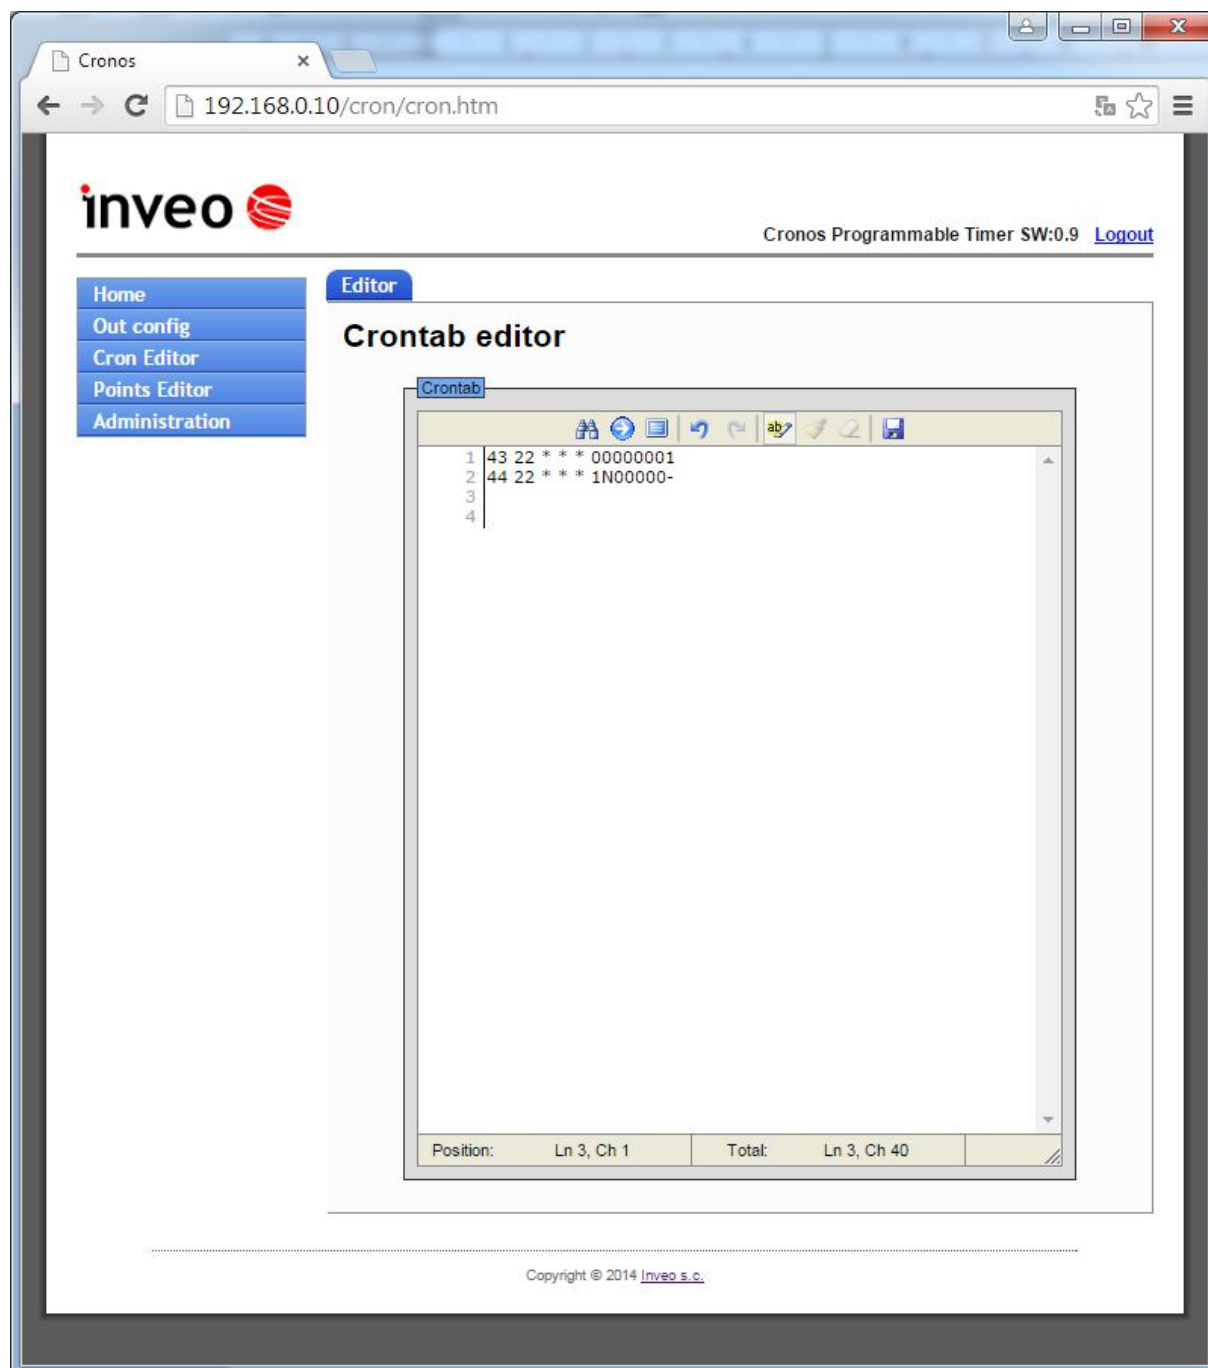 Cronos
192.168.0.10/cron/cron.htm
inveo
Cronos Programmable Timer SW:0.9 Logout
Home
Out config
Cron Editor
Points Editor
Administration
Editor
Crontab editor
Crontab
1 43 22 * * * 00000001
2 44 22 * * * 1N00000-
3
4
Position: Ln 3, Ch 1 Total: Ln 3, Ch 40
Copyright © 2014 Inveo s.c.